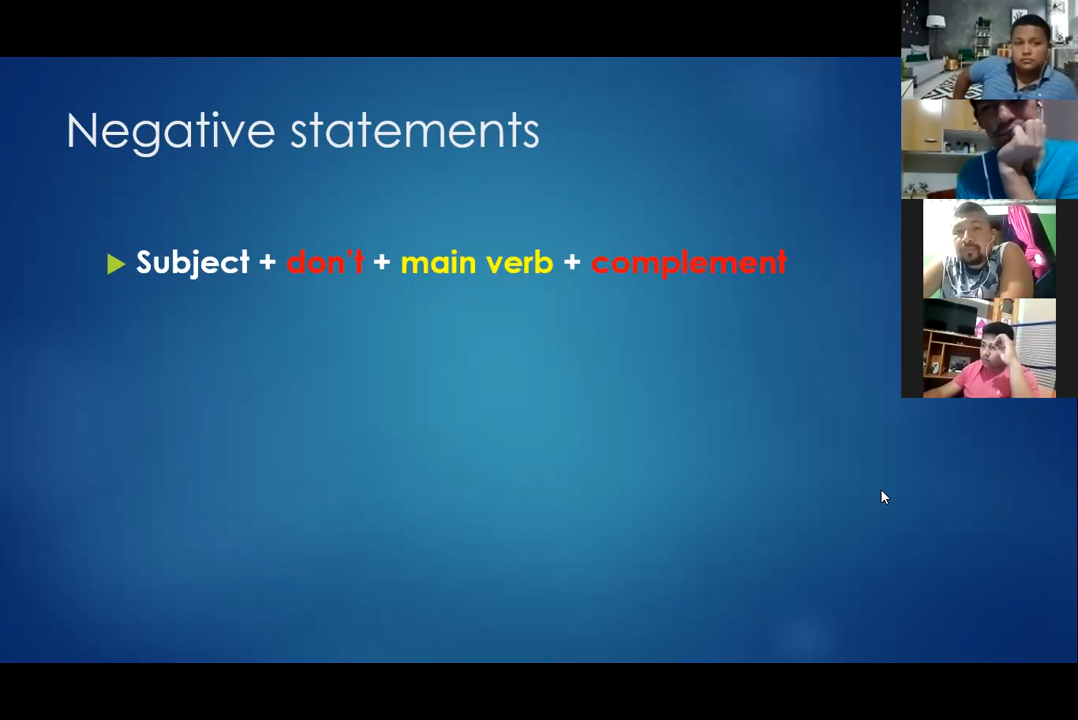 Negative statements
Subject + don't + main verb + complement